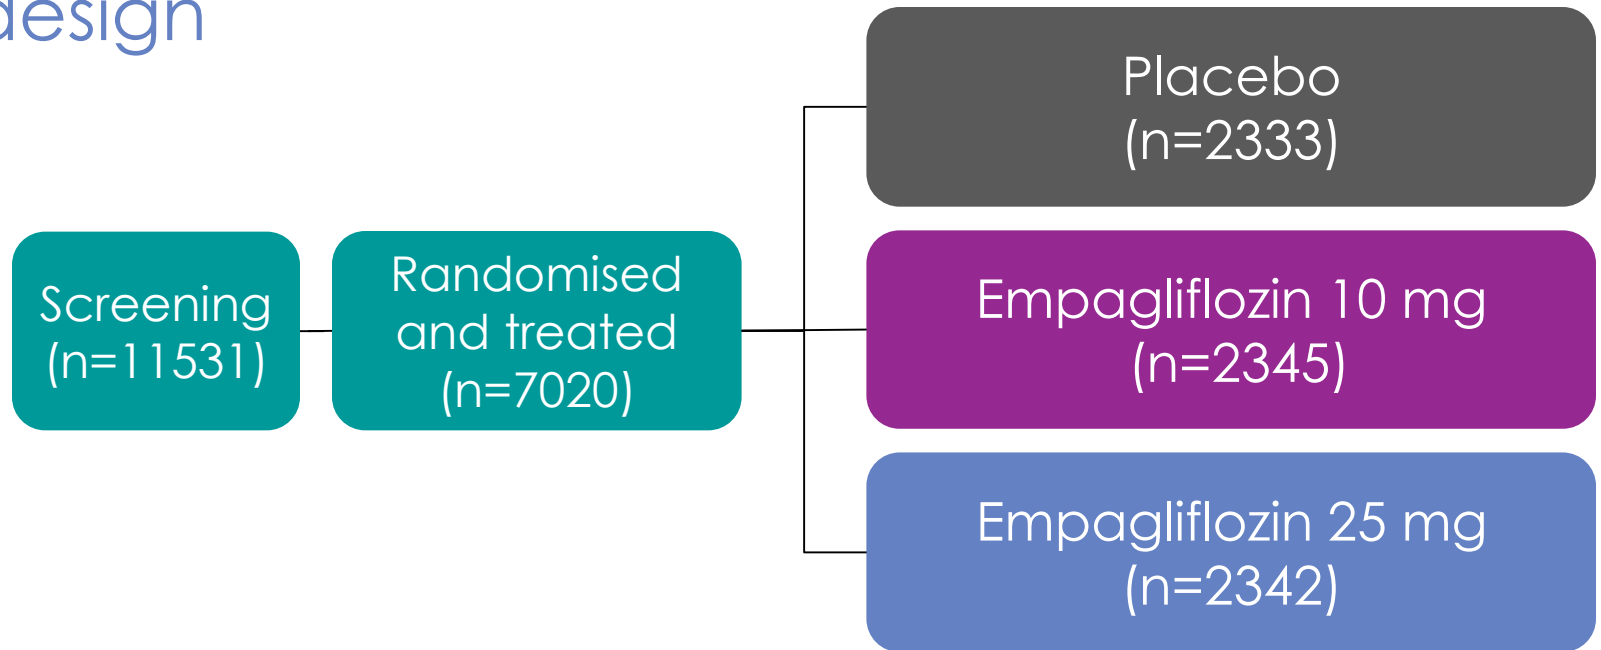 design
Screening
(n=11531)
Randomised
and treated
(n=7020)
Placebo
(n=2333)
Empagliflozin 10 mg
(n=2345)
Empagliflozin 25 mg
(n=2342)